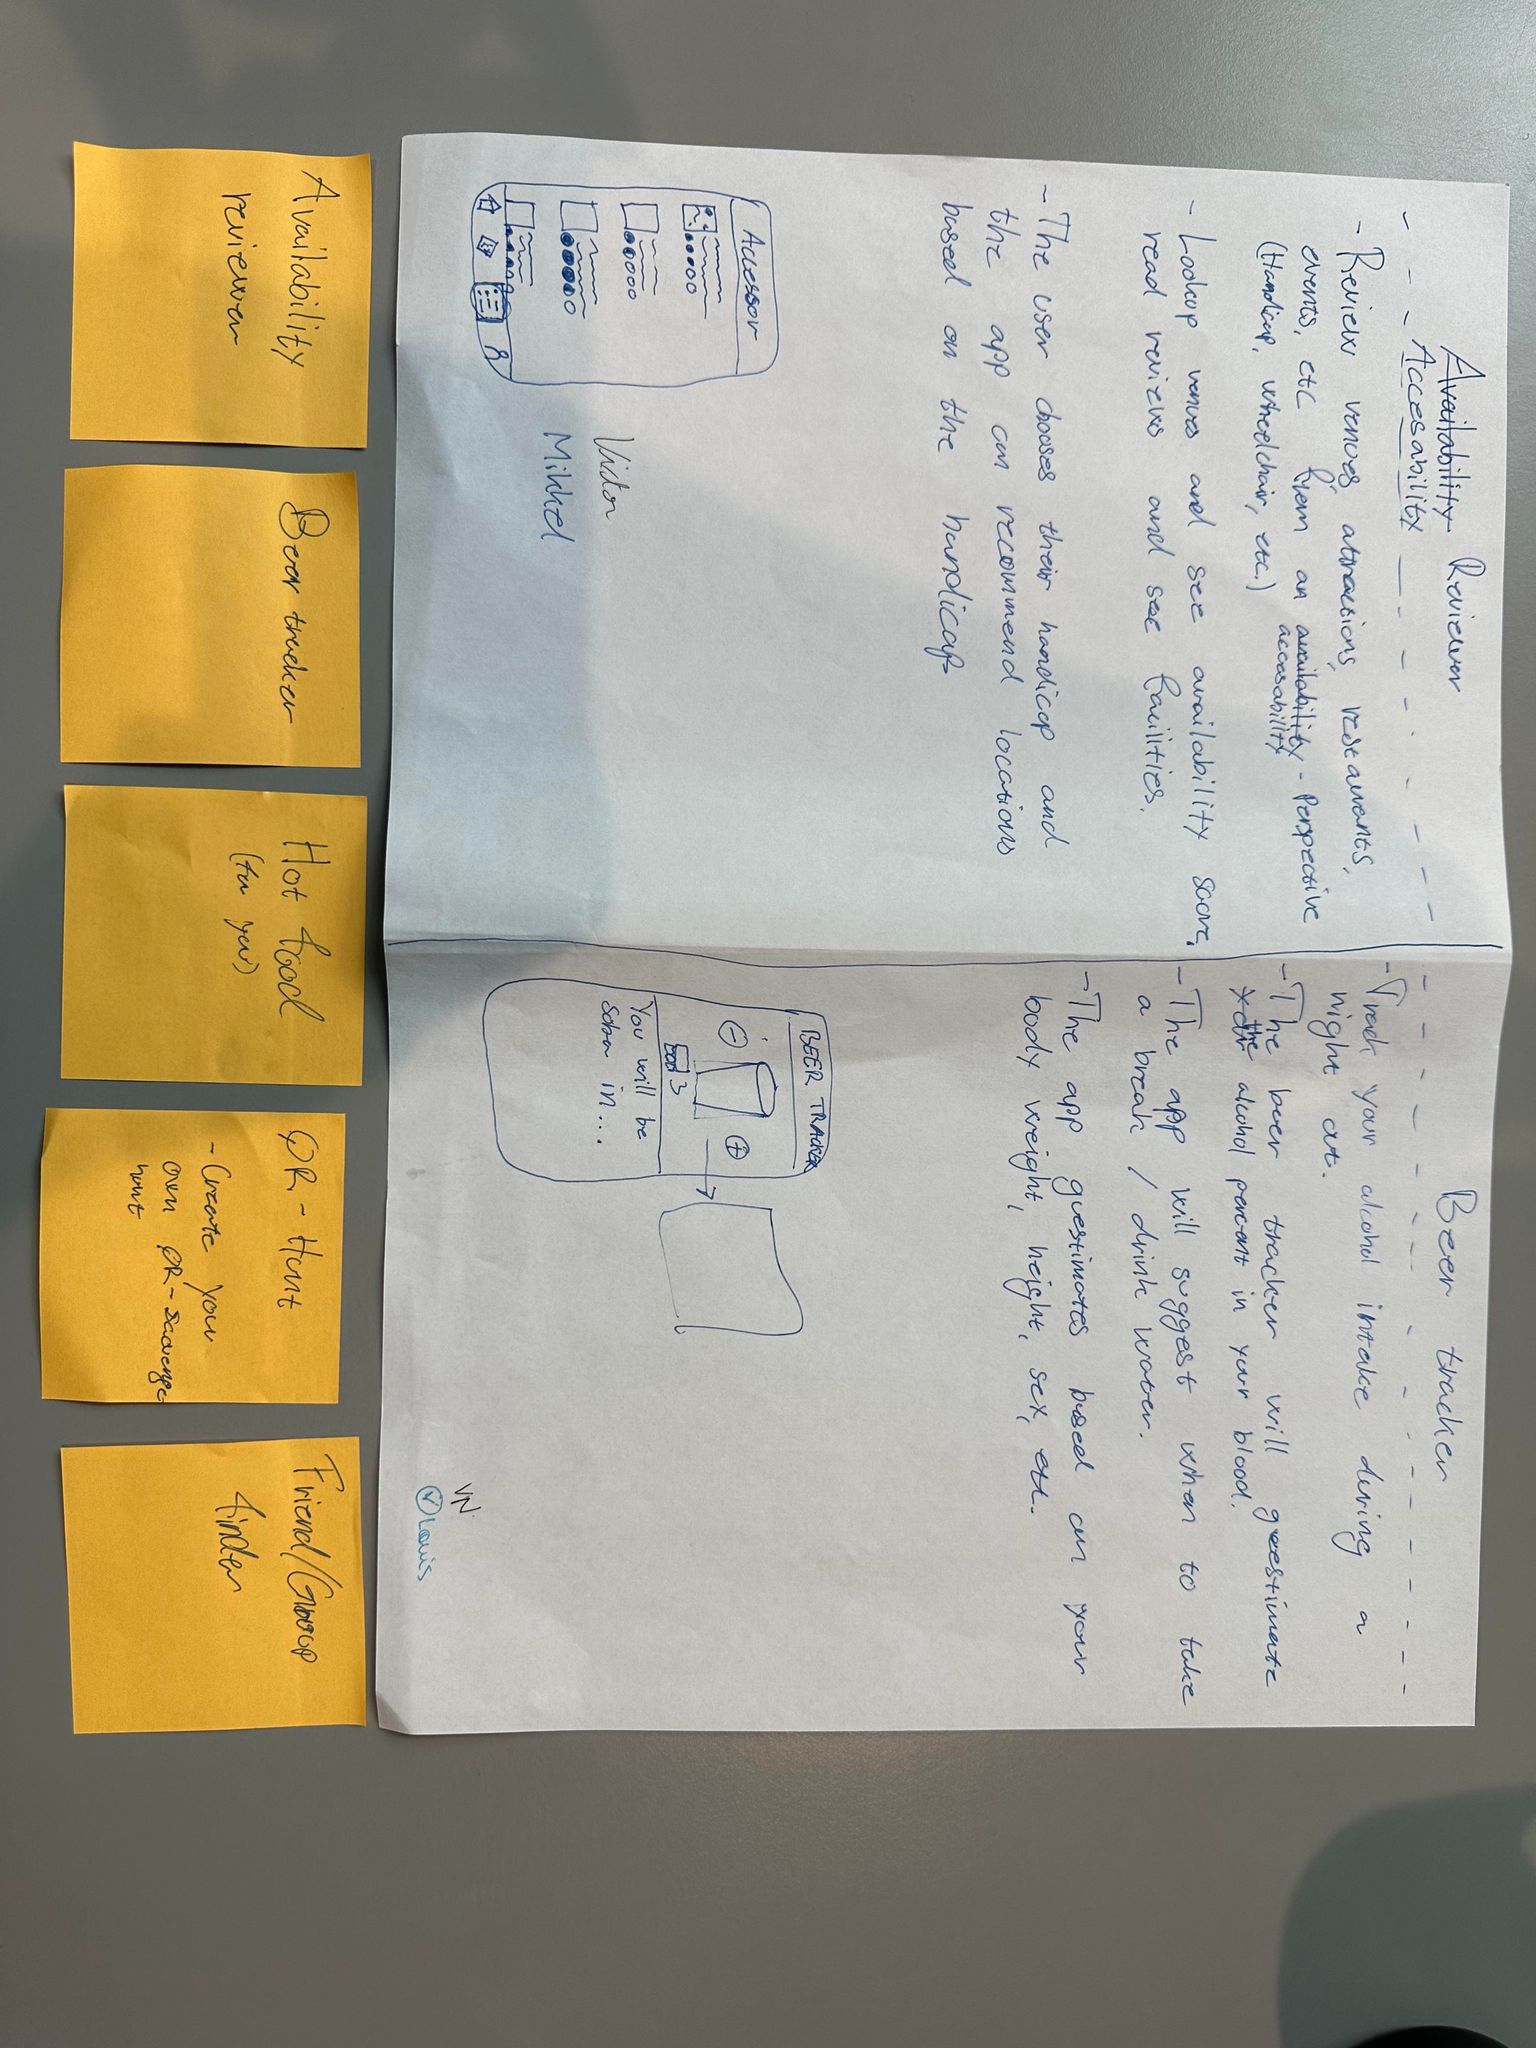 Availability Reviewer
Accesability
- Review venues, attractions, restaurants,
events, etc from an availability - Perspective
accesability
(Handicap, wheelchair, etc.)
- Lookup venues and see availability score,
read reviews and see facilities.
- The user chooses their handicap and
the app can recommend locations
based on the handicap
Accessor
Victor
Mikkel
Beer tracker
- Track your alcohol intake during a
night out.
- The beer tracker will guestimate
the alcohol percent in your blood.
- The app will suggest when to take
a break / drink water.
- The app guestimates based on your
body weight, height, sex, etc.
BEER TRACKER
3
You will be
sober in...
VN
Louis
Availability
reviewer
Beer tracker
Hot food
(for you)
QR - Hunt
- Create your
own QR-Scavenge
hunt
Friend/Group
finder